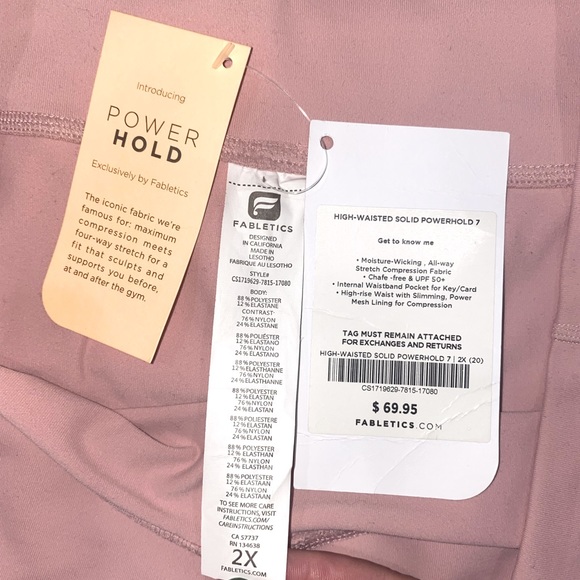 Introducing
POWER
HOLD
Exclusively by Fabletics
The iconic fabric we're
famous for: maximum
compression meets
four-way stretch for a
fit that sculpts and
supports you before,
at and after the gym.
FABLETICS
DESIGNED
IN CALIFORNIA
MADE IN
LESOTHO
FABRIQUE AU LESOTHO
STYLE#
CS1719629-7815-17080
BODY:
88% POLYESTER
12% ELASTANE
CONTRAST:
76% NYLON
24% ELASTANE
88% POLIÉSTER
12% ELASTANO
76% NYLON
24% ELASTANO
88% POLYESTER
12% ELASTHANNE
76% NYLON
24% ELASTHANNE
88% POLYESTER
12% ELASTAN
76% NYLON
24% ELASTAN
88% POLIESTERE
12% ELASTAN
76% NYLON
24% ELASTAN
88% POLYESTER
12% ELASTHAN
76% NYLON
24% ELASTHAN
88% POLYESTER
12% ELASTAAN
76% NYLON
24% ELASTAAN
TO SEE MORE CARE
INSTRUCTIONS, VISIT
FABLETICS.COM/
CAREINSTRUCTIONS
CA 57737
RN 134638
2X
FABLETICS.COM
HIGH-WAISTED SOLID POWERHOLD 7
Get to know me
• Moisture-Wicking , All-way
Stretch Compression Fabric
• Chafe -free & UPF 50+
• Internal Waistband Pocket for Key/Card
• High-rise Waist with Slimming, Power
Mesh Lining for Compression
TAG MUST REMAIN ATTACHED
FOR EXCHANGES AND RETURNS
HIGH-WAISTED SOLID POWERHOLD 7 | 2X (20)
CS1719629-7815-17080
$ 69.95
FABLETICS.COM